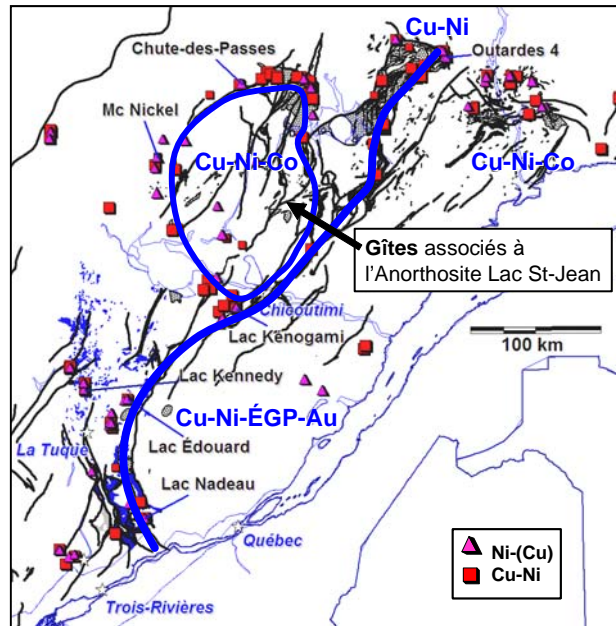 Cu-Ni
Chute-des-Passes
Outardes 4
Mc Nickel
Cu-Ni-Co
Cu-Ni-Co
Gîtes associés à
l'Anorthosite Lac St-Jean
Chicoutimi
100 km
Lac Kénogami
Lac Kennedy
Cu-Ni-ÉGP-Au
La Tuque
Lac Édouard
Lac Nadeau
Québec
Ni-(Cu)
Cu-Ni
Trois-Rivières